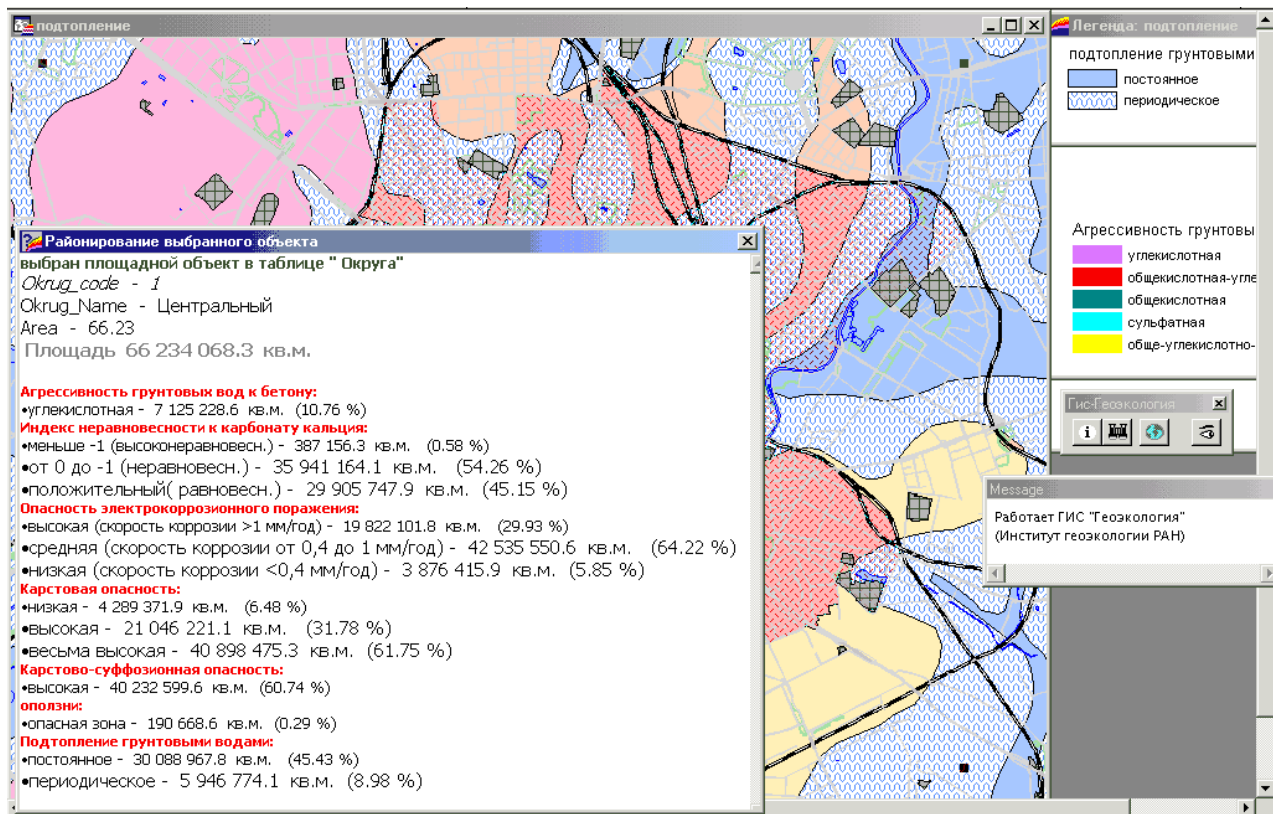 подтопление
Легенда: подтопление
подтопление грунтовыми
постоянное
периодическое
Агрессивность грунтовы
углекислотная
общекислотная-угле
общекислотная
сульфатная
обще-углекислотно-
Гис-Геоэкология
Message
Работает ГИС "Геоэкология"
(Институт геоэкологии РАН)
Районирование выбранного объекта
выбран площадной объект в таблице " Округа"
Okrug_code - 1
Okrug_Name - Центральный
Area - 66.23
Площадь 66 234 068.3 кв.м.
Агрессивность грунтовых вод к бетону:
•углекислотная - 7 125 228.6 кв.м. (10.76 %)
Индекс неравновесности к карбонату кальция:
•меньше -1 (высоконеравновесн.) - 387 156.3 кв.м. (0.58 %)
•от 0 до -1 (неравновесн.) - 35 941 164.1 кв.м. (54.26 %)
•положительный( равновесн.) - 29 905 747.9 кв.м. (45.15 %)
Опасность электрокоррозионного поражения:
•высокая (скорость коррозии >1 мм/год) - 19 822 101.8 кв.м. (29.93 %)
•средняя (скорость коррозии от 0,4 до 1 мм/год) - 42 535 550.6 кв.м. (64.22 %)
•низкая (скорость коррозии <0,4 мм/год) - 3 876 415.9 кв.м. (5.85 %)
Карстовая опасность:
•низкая - 4 289 371.9 кв.м. (6.48 %)
•высокая - 21 046 221.1 кв.м. (31.78 %)
•весьма высокая - 40 898 475.3 кв.м. (61.75 %)
Карстово-суффозионная опасность:
•высокая - 40 232 599.6 кв.м. (60.74 %)
оползни:
•опасная зона - 190 668.6 кв.м. (0.29 %)
Подтопление грунтовыми водами:
•постоянное - 30 088 967.8 кв.м. (45.43 %)
•периодическое - 5 946 774.1 кв.м. (8.98 %)